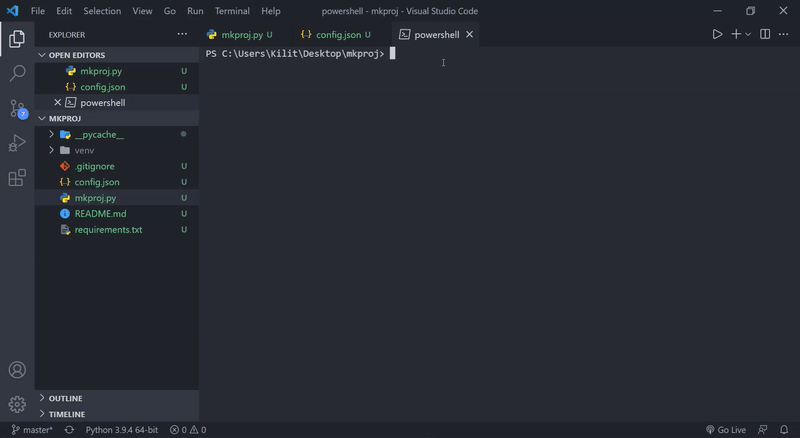 File Edit Selection View Go Run Terminal Help powershell - mkproj - Visual Studio Code
EXPLORER
mkproj.py U
config.json U
powershell
OPEN EDITORS
mkproj.py U
config.json U
powershell
PS C:\Users\Kilit\Desktop\mkproj>
7
MKPROJ
__pycache__
venv
.gitignore U
config.json U
mkproj.py U
README.md U
requirements.txt U
OUTLINE
TIMELINE
master* Python 3.9.4 64-bit 0 0 Go Live